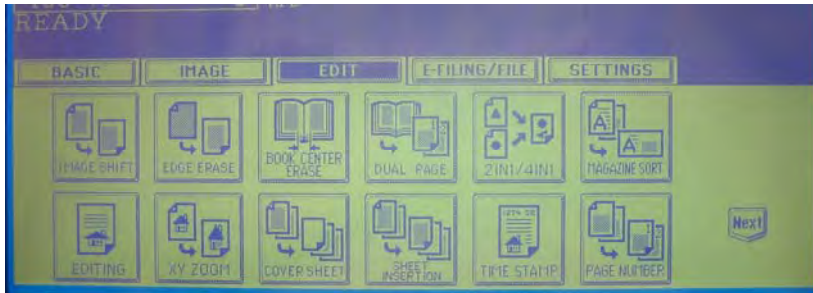 READY
BASIC IMAGE EDIT E-FILING/FILE SETTINGS
IMAGE SHIFT EDGE ERASE BOOK CENTER ERASE DUAL PAGE 2IN1/4IN1 MAGAZINE SORT
EDITING XY ZOOM COVER SHEET SHEET INSERTION TIME STAMP PAGE NUMBER
Next